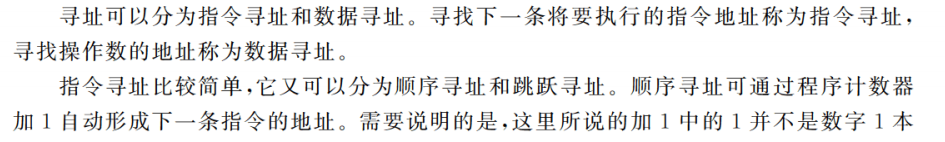 寻址可以分为指令寻址和数据寻址。寻找下一条将要执行的指令地址称为指令寻址，
寻找操作数的地址称为数据寻址。
指令寻址比较简单，它又可以分为顺序寻址和跳跃寻址。顺序寻址可通过程序计数器
加 1 自动形成下一条指令的地址。需要说明的是，这里所说的加 1 中的 1 并不是数字 1 本